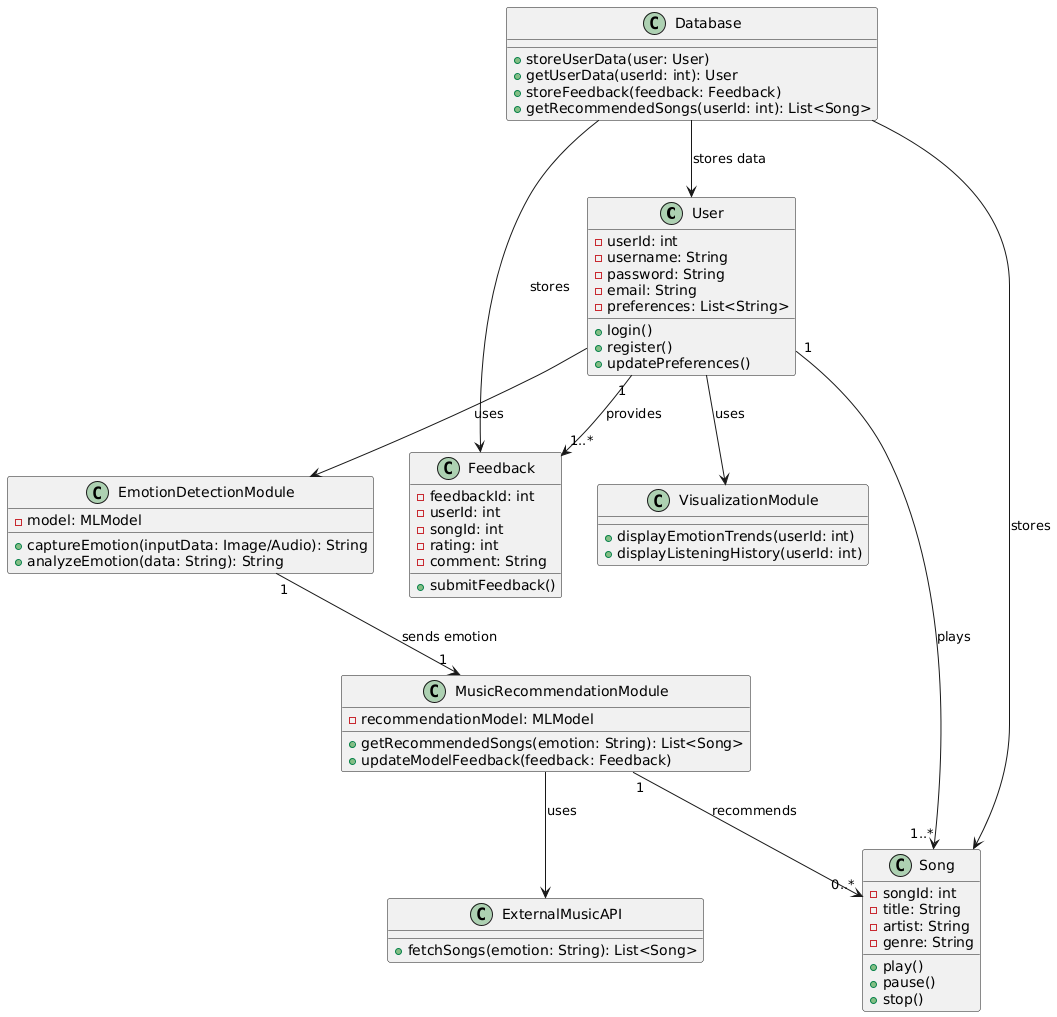 Database
storeUserData(user: User)
getUserData(userId: int): User
storeFeedback(feedback: Feedback)
getRecommendedSongs(userId: int): List<Song>
stores data
stores
User
userId: int
username: String
password: String
email: String
preferences: List<String>
login()
register()
updatePreferences()
1
1
uses
provides
uses
1..*
Feedback
feedbackId: int
userId: int
songId: int
rating: int
comment: String
submitFeedback()
EmotionDetectionModule
model: MLModel
captureEmotion(inputData: Image/Audio): String
analyzeEmotion(data: String): String
VisualizationModule
displayEmotionTrends(userId: int)
displayListeningHistory(userId: int)
stores
1
sends emotion
plays
1
MusicRecommendationModule
recommendationModel: MLModel
getRecommendedSongs(emotion: String): List<Song>
updateModelFeedback(feedback: Feedback)
1
uses
recommends
1..*
0..*
Song
songId: int
title: String
artist: String
genre: String
play()
pause()
stop()
ExternalMusicAPI
fetchSongs(emotion: String): List<Song>